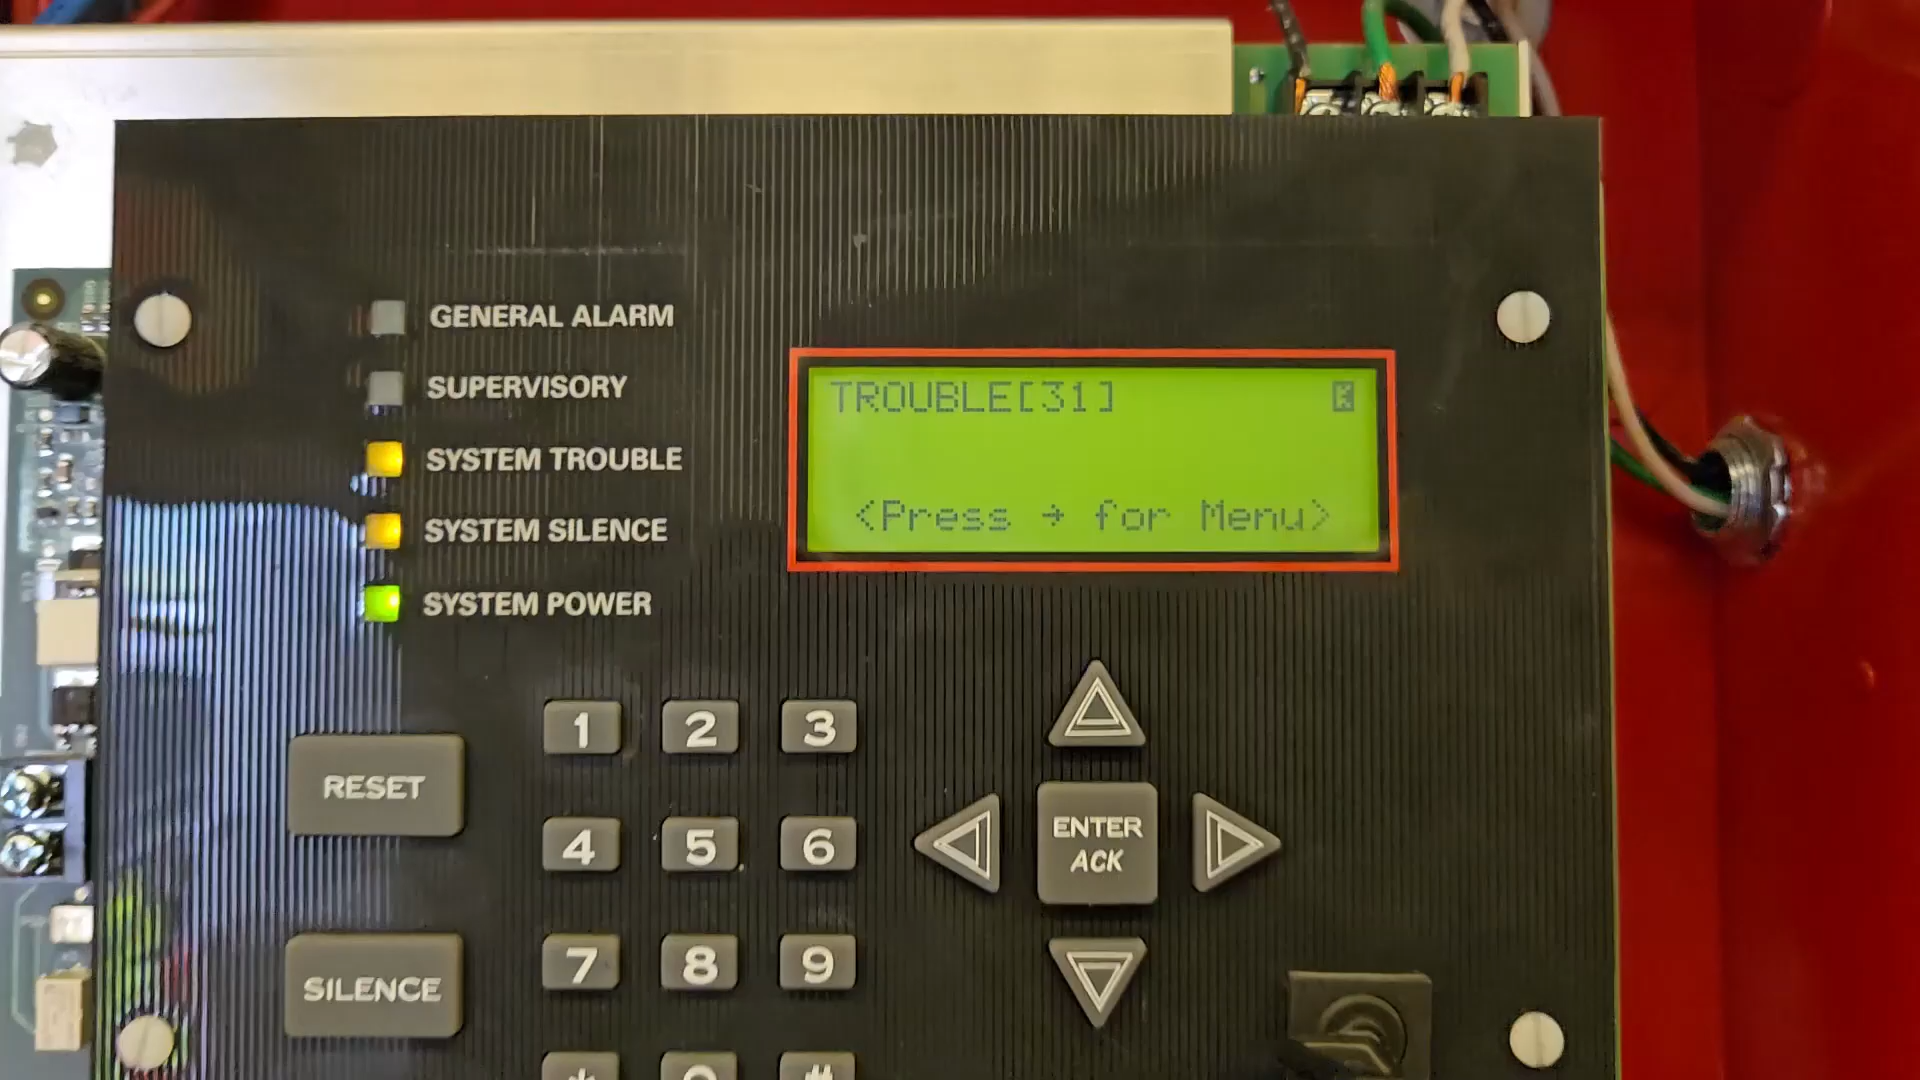 GENERAL ALARM
SUPERVISORY
SYSTEM TROUBLE
SYSTEM SILENCE
SYSTEM POWER
TROUBLE[31] K
<Press → for Menu>
RESET
SILENCE
1 2 3
4 5 6
7 8 9
* 0 #
ENTER
ACK